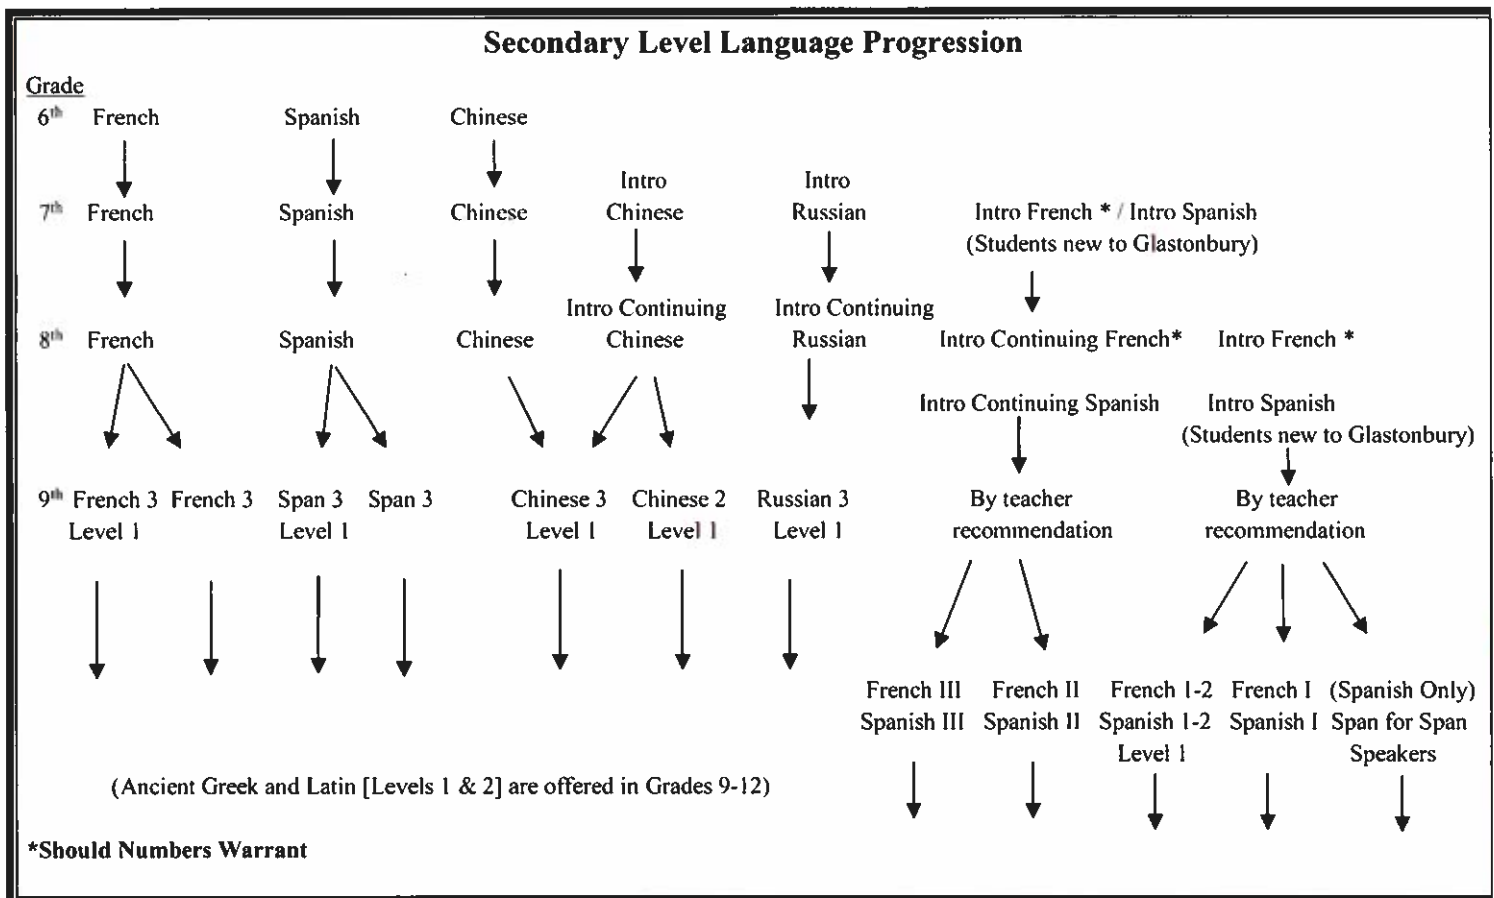 Secondary Level Language Progression
Grade
6th French Spanish Chinese
Intro Intro
7th French Spanish Chinese Chinese Russian Intro French * / Intro Spanish
(Students new to Glastonbury)
Intro Continuing Intro Continuing
8th French Spanish Chinese Chinese Russian Intro Continuing French* Intro French *
Intro Continuing Spanish Intro Spanish
(Students new to Glastonbury)
9th French 3 French 3 Span 3 Span 3 Chinese 3 Chinese 2 Russian 3 By teacher By teacher
Level 1 Level 1 Level 1 Level 1 Level 1 recommendation recommendation
French III French II French 1-2 French I (Spanish Only)
Spanish III Spanish II Spanish 1-2 Spanish I Span for Span
Level 1 Speakers
(Ancient Greek and Latin [Levels 1 & 2] are offered in Grades 9-12)
*Should Numbers Warrant